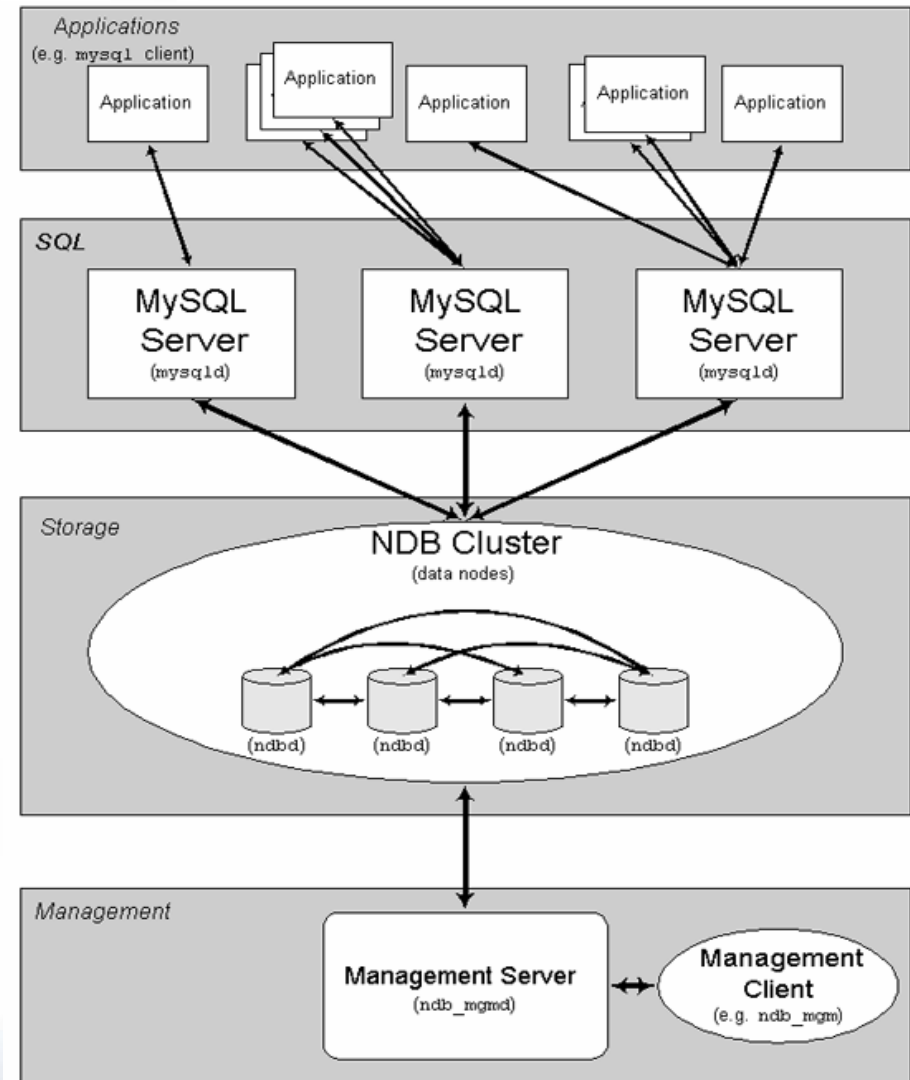 Applications
(e.g. mysql client)
Application
Application
Application
Application
Application
SQL
MySQL
Server
(mysqld)
MySQL
Server
(mysqld)
MySQL
Server
(mysqld)
Storage
NDB Cluster
(data nodes)
(ndbd)
(ndbd)
(ndbd)
(ndbd)
Management
Management Server
(ndb_mgmd)
Management
Client
(e.g. ndb_mgm)